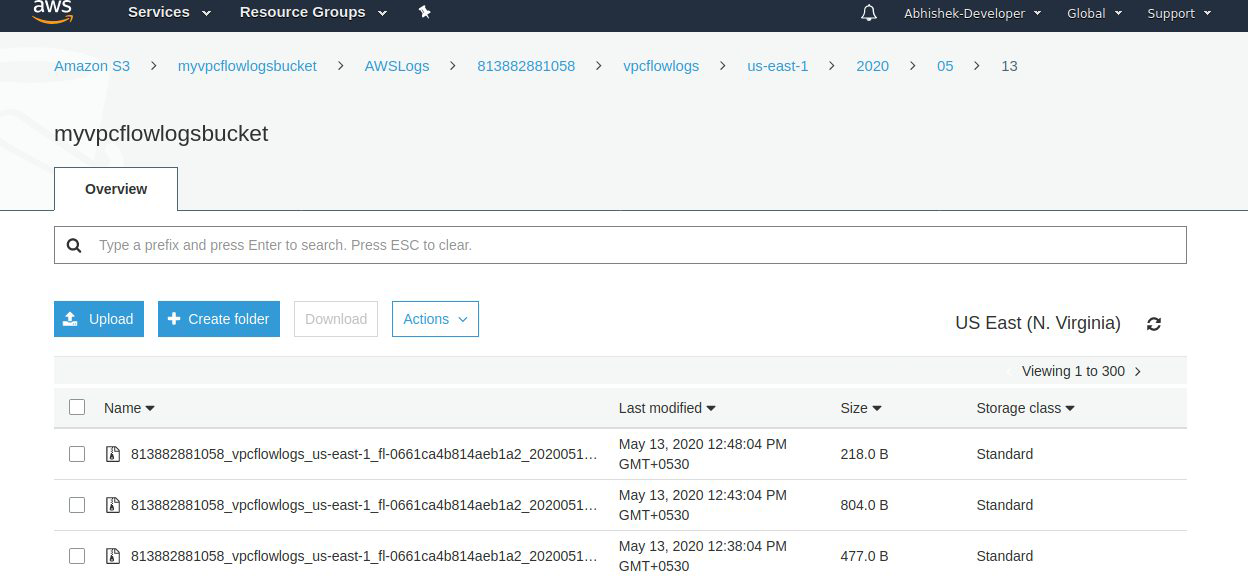 aws Services Resource Groups Abhishek-Developer Global Support
Amazon S3 > myvpcflowlogsbucket > AWSLogs > 813882881058 > vpcflowlogs > us-east-1 > 2020 > 05 > 13
myvpcflowlogsbucket
Overview
Type a prefix and press Enter to search. Press ESC to clear.
Upload Create folder Download Actions US East (N. Virginia)
Viewing 1 to 300
Name Last modified Size Storage class
813882881058_vpcflowlogs_us-east-1_fl-0661ca4b814aeb1a2_2020051… May 13, 2020 12:48:04 PM GMT+0530 218.0 B Standard
813882881058_vpcflowlogs_us-east-1_fl-0661ca4b814aeb1a2_2020051… May 13, 2020 12:43:04 PM GMT+0530 804.0 B Standard
813882881058_vpcflowlogs_us-east-1_fl-0661ca4b814aeb1a2_2020051… May 13, 2020 12:38:04 PM GMT+0530 477.0 B Standard